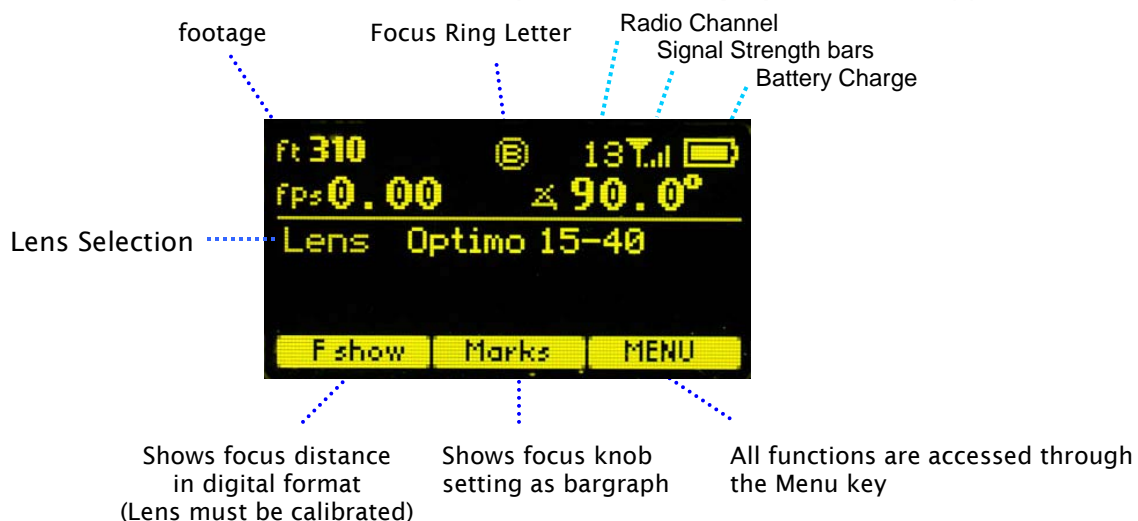 footage
Focus Ring Letter
Radio Channel
Signal Strength bars
Battery Charge
ft 310
B
13
fps 0.00
90.0°
Lens Selection
Lens Optimo 15-40
F show
Marks
MENU
Shows focus distance
in digital format
(Lens must be calibrated)
Shows focus knob
setting as bargraph
All functions are accessed through
the Menu key